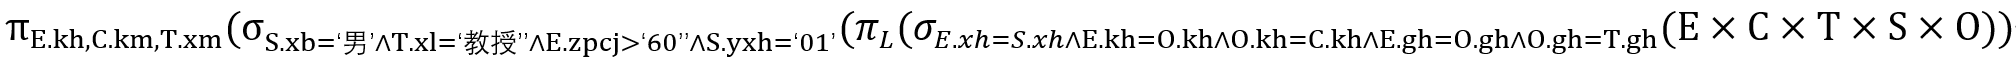 π_{E.kh,C.km,T.xm}(σ_{S.xb=‘男’∧T.xl=‘教授’’∧E.zpcj>‘60’’∧S.yxh=‘01’}(π_L(σ_{E.xh=S.xh∧E.kh=O.kh∧O.kh=C.kh∧E.gh=O.gh∧O.gh=T.gh}(E × C × T × S × O))